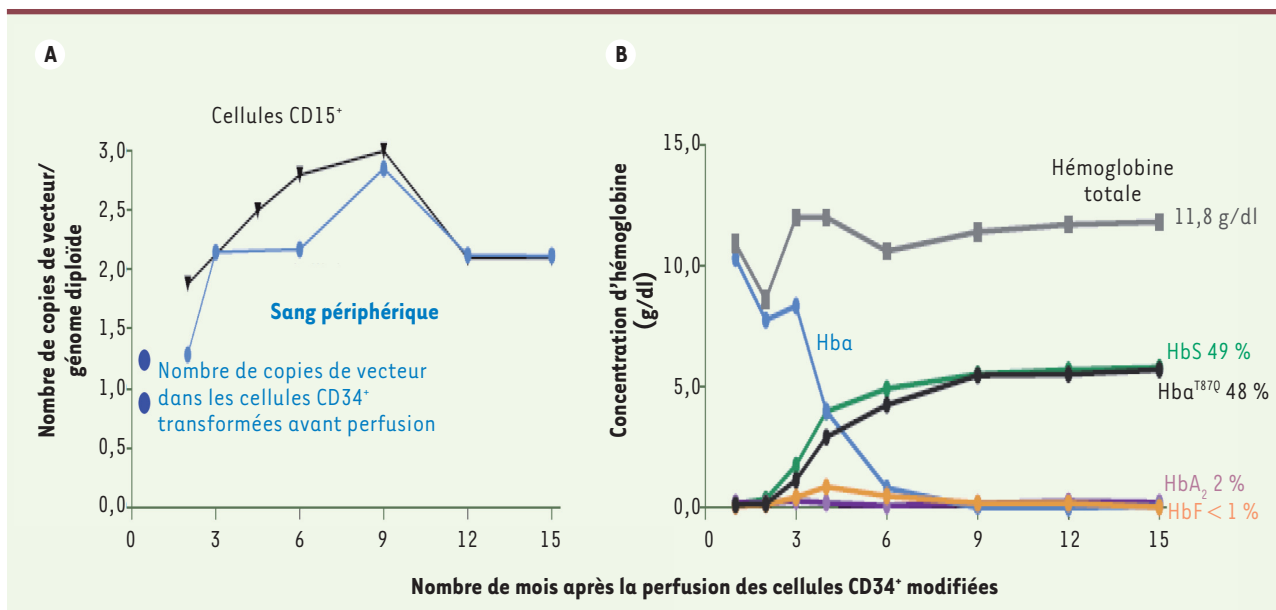 A
Cellules CD15+
Nombre de copies de vecteur/
génome diploïde
3,0
2,5
2,0
1,5
1,0
0,5
0,0
Sang périphérique
Nombre de copies de vecteur
dans les cellules CD34+
transformées avant perfusion
0 3 6 9 12 15
B
Concentration d'hémoglobine
(g/dl)
15,0
10,0
5,0
0,0
Hémoglobine
totale
11,8 g/dl
Hba
HbS 49 %
Hba^T87Q 48 %
HbA2 2 %
HbF < 1 %
0 3 6 9 12 15
Nombre de mois après la perfusion des cellules CD34+ modifiées